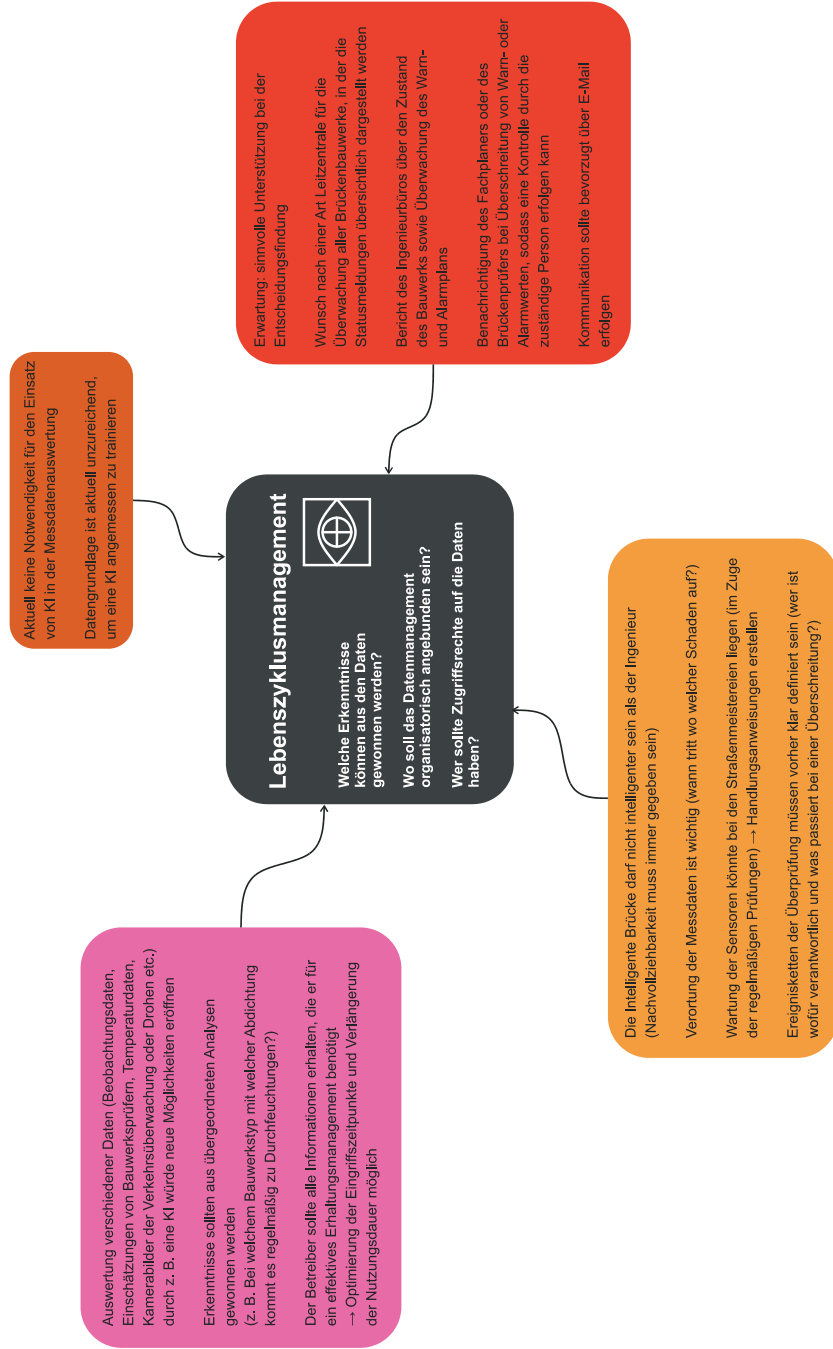 Lebenszyklusmanagement
Welche Erkenntnisse
können aus den Daten
gewonnen werden?
Wo soll das Datenmanagement
organisatorisch angebunden sein?
Wer sollte Zugriffsrechte auf die Daten
haben?
Auswertung verschiedener Daten (Beobachtungsdaten,
Einschätzungen von Bauwerksprüfern, Temperaturdaten,
Kamerabilder der Verkehrsüberwachung oder Drohen etc.)
durch z. B. eine KI würde neue Möglichkeiten eröffnen
Erkenntnisse sollten aus übergeordneten Analysen
gewonnen werden
(z. B. Bei welchem Bauwerkstyp mit welcher Abdichtung
kommt es regelmäßig zu Durchfeuchtungen?)
Der Betreiber sollte alle Informationen erhalten, die er für
ein effektives Erhaltungsmanagement benötigt
→ Optimierung der Eingriffszeitpunkte und Verlängerung
der Nutzungsdauer möglich
Aktuell keine Notwendigkeit für den Einsatz
von KI in der Messdatenauswertung
Datengrundlage ist aktuell unzureichend,
um eine KI angemessen zu trainieren
Erwartung: sinnvolle Unterstützung bei der
Entscheidungsfindung
Wunsch nach einer Art Leitzentrale für die
Überwachung aller Brückenbauwerke, in der die
Statusmeldungen übersichtlich dargestellt werden
Bericht des Ingenieurbüros über den Zustand
des Bauwerks sowie Überwachung des Warn-
und Alarmplans
Benachrichtigung des Fachplaners oder des
Brückenprüfers bei Überschreitung von Warn- oder
Alarmwerten, sodass eine Kontrolle durch die
zuständige Person erfolgen kann
Kommunikation sollte bevorzugt über E-Mail
erfolgen
Die Intelligente Brücke darf nicht intelligenter sein als der Ingenieur
(Nachvollziehbarkeit muss immer gegeben sein)
Verortung der Messdaten ist wichtig (wann tritt wo welcher Schaden auf?)
Wartung der Sensoren könnte bei den Straßenmeistereien liegen (im Zuge
der regelmäßigen Prüfungen) → Handlungsanweisungen erstellen
Ereignisketten der Überprüfung müssen vorher klar definiert sein (wer ist
wofür verantwortlich und was passiert bei einer Überschreitung?)